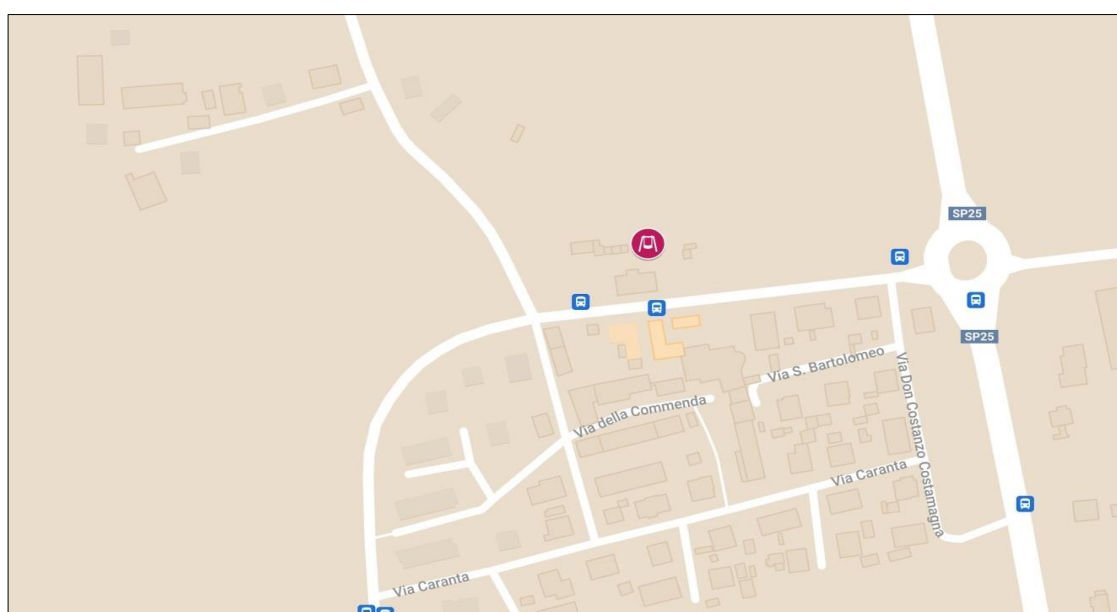 SP25
SP25
Via S. Bartolomeo
Via Don Costanzo Costamagna
Via della Commenda
Via Caranta
Via Caranta